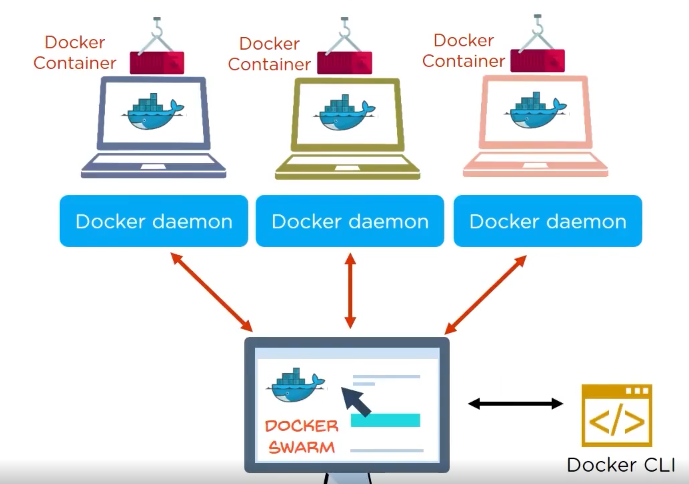 Docker
Container
Docker
Container
Docker
Container
Docker daemon
Docker daemon
Docker daemon
DOCKER
SWARM
</>
Docker CLI